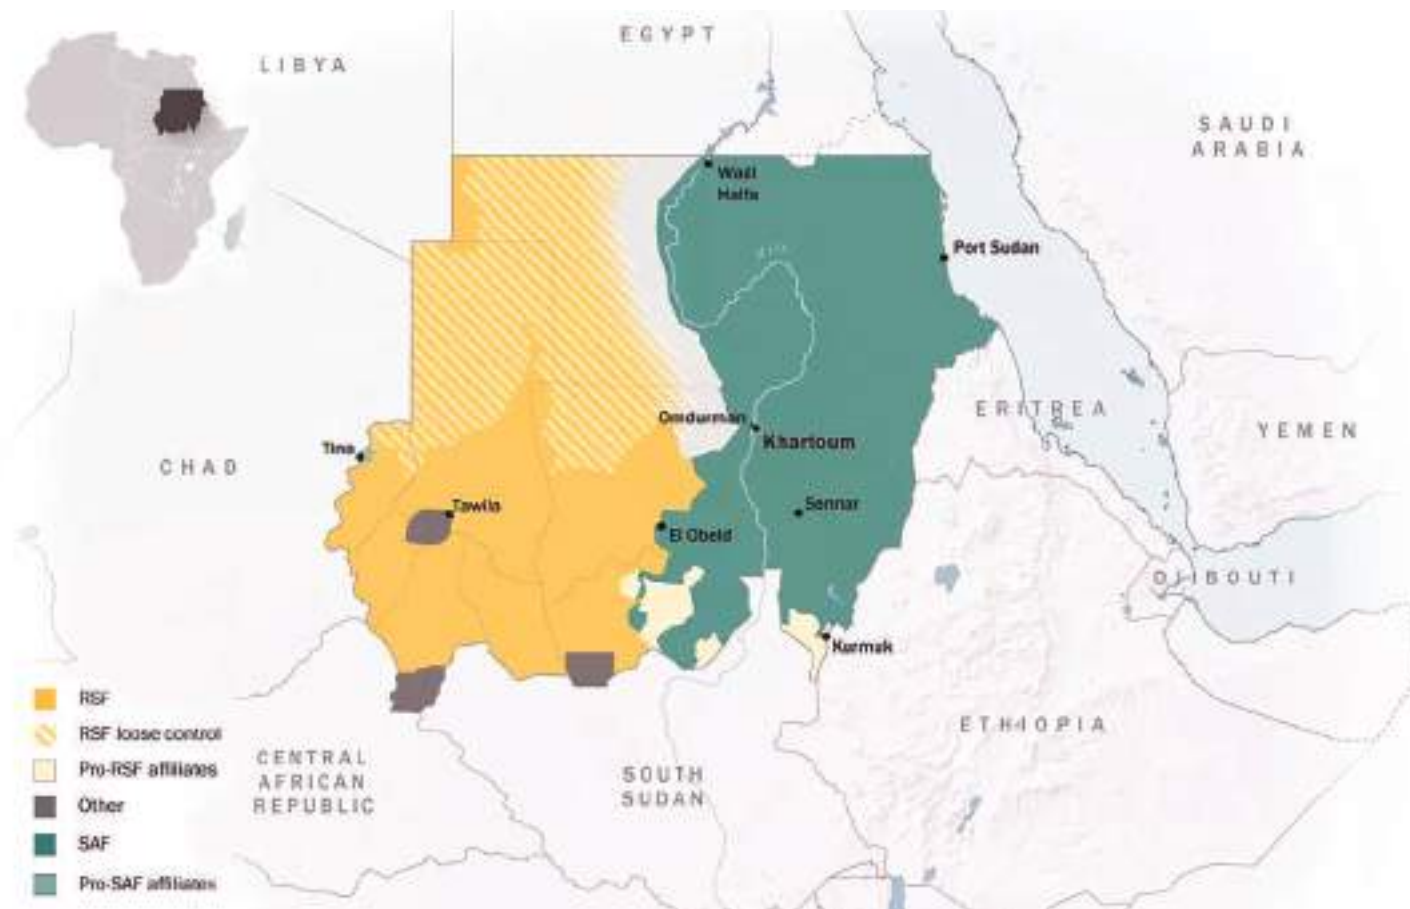 EGYPT
LIBYA
SAUDI
ARABIA
Wadi
Halfa
Nile
Port Sudan
Omdurman
Khartoum
ERITREA
YEMEN
Tina
CHAD
Tawila
Sennar
El Obeid
DJIBOUTI
Kurmuk
RSF
RSF loose control
Pro-RSF affiliates
Other
SAF
Pro-SAF affiliates
CENTRAL
AFRICAN
REPUBLIC
SOUTH
SUDAN
ETHIOPIA